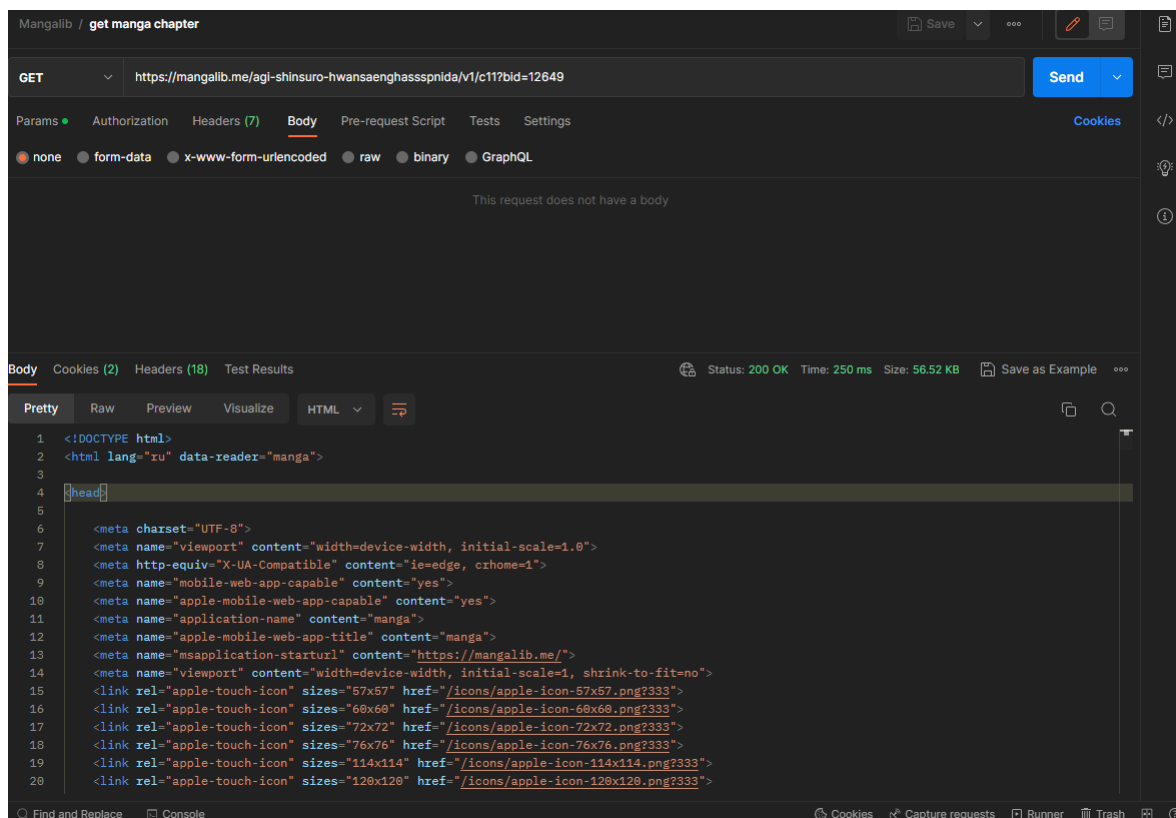 Mangalib / get manga chapter
Save
GET https://mangalib.me/agi-shinsuro-hwansaenghassspnida/v1/c11?bid=12649 Send
Params Authorization Headers (7) Body Pre-request Script Tests Settings Cookies
none form-data x-www-form-urlencoded raw binary GraphQL
This request does not have a body
Body Cookies (2) Headers (18) Test Results Status: 200 OK Time: 250 ms Size: 56.52 KB Save as Example
Pretty Raw Preview Visualize HTML
1 <!DOCTYPE html>
2 <html lang="ru" data-reader="manga">
3
4 <head>
5
6 <meta charset="UTF-8">
7 <meta name="viewport" content="width=device-width, initial-scale=1.0">
8 <meta http-equiv="X-UA-Compatible" content="ie=edge, crhome=1">
9 <meta name="mobile-web-app-capable" content="yes">
10 <meta name="apple-mobile-web-app-capable" content="yes">
11 <meta name="application-name" content="manga">
12 <meta name="apple-mobile-web-app-title" content="manga">
13 <meta name="msapplication-starturl" content="https://mangalib.me/">
14 <meta name="viewport" content="width=device-width, initial-scale=1, shrink-to-fit=no">
15 <link rel="apple-touch-icon" sizes="57x57" href="/icons/apple-icon-57x57.png?333">
16 <link rel="apple-touch-icon" sizes="60x60" href="/icons/apple-icon-60x60.png?333">
17 <link rel="apple-touch-icon" sizes="72x72" href="/icons/apple-icon-72x72.png?333">
18 <link rel="apple-touch-icon" sizes="76x76" href="/icons/apple-icon-76x76.png?333">
19 <link rel="apple-touch-icon" sizes="114x114" href="/icons/apple-icon-114x114.png?333">
20 <link rel="apple-touch-icon" sizes="120x120" href="/icons/apple-icon-120x120.png?333">
Find and Replace Console Cookies Capture requests Runner Trash